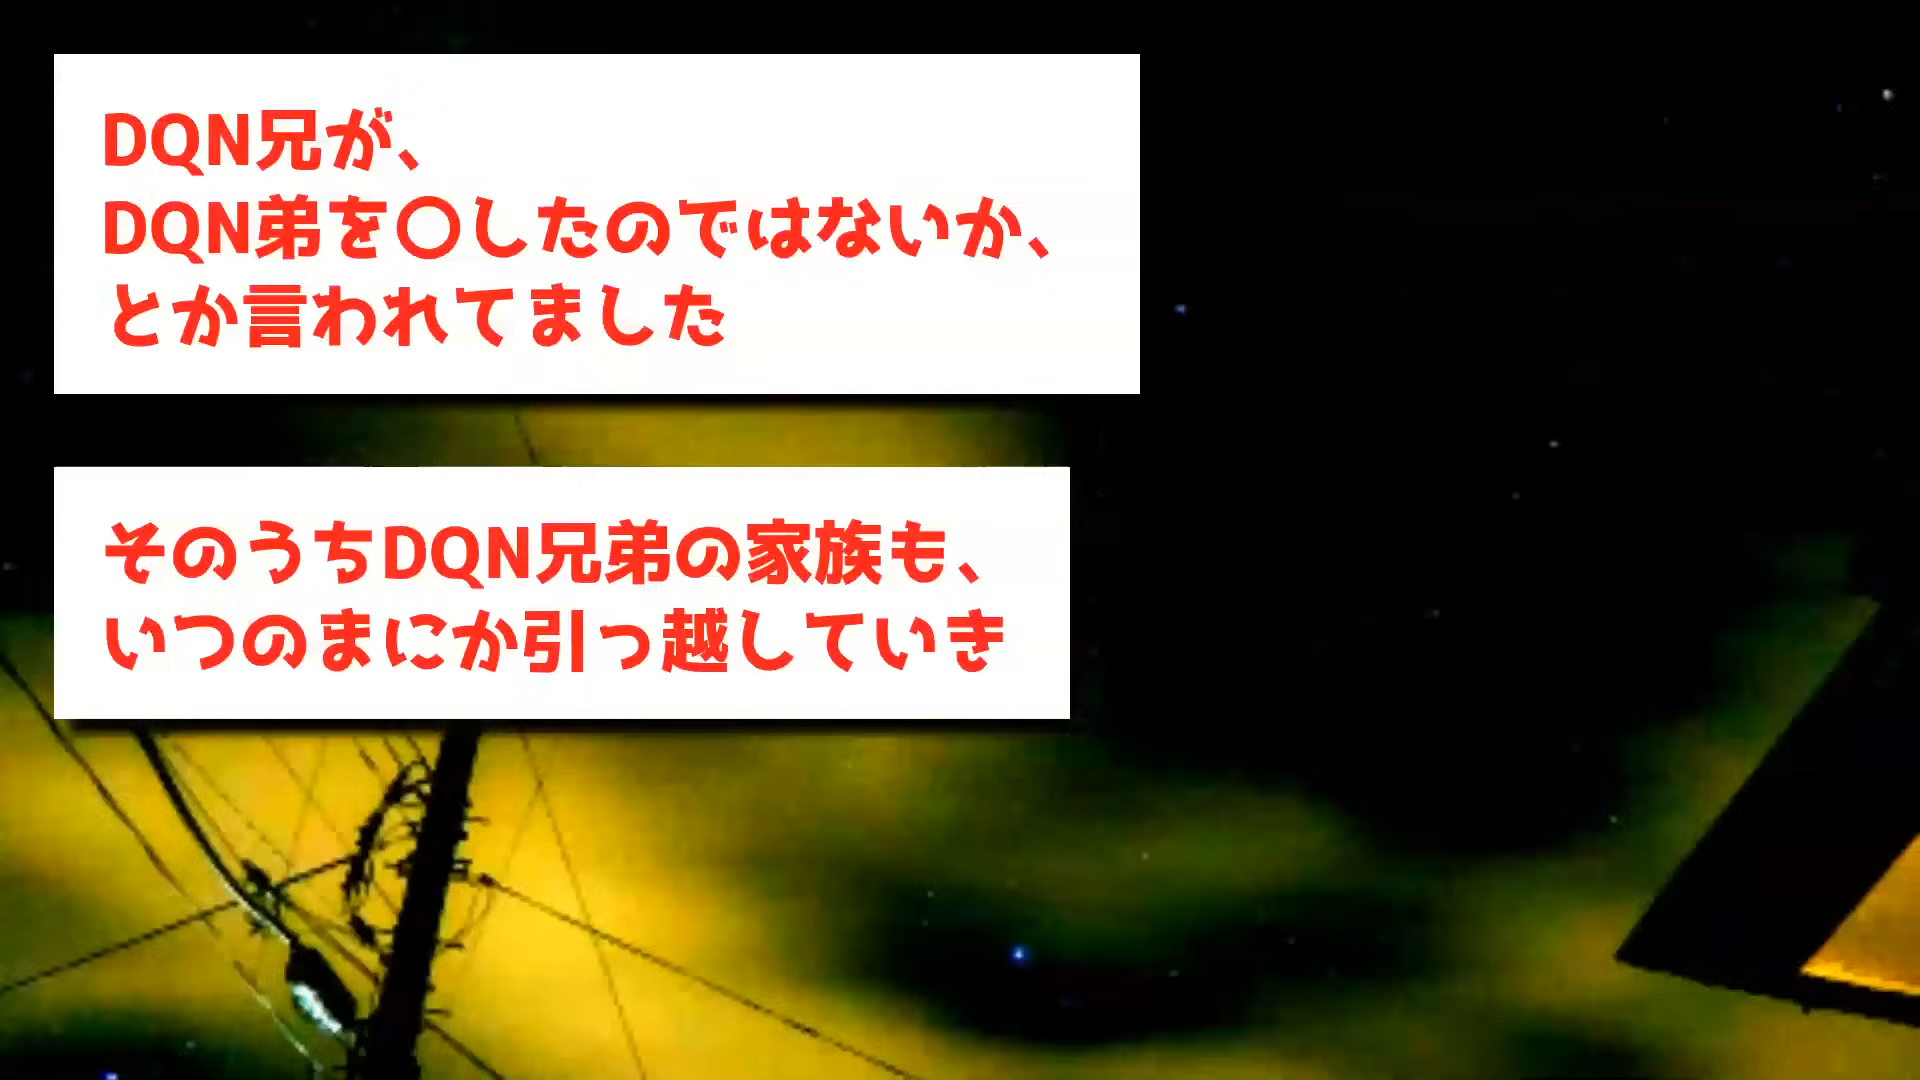 DQN兄が、
DQN弟を〇したのではないか、
とか言われてました
そのうちDQN兄弟の家族も、
いつのまにか引っ越していき